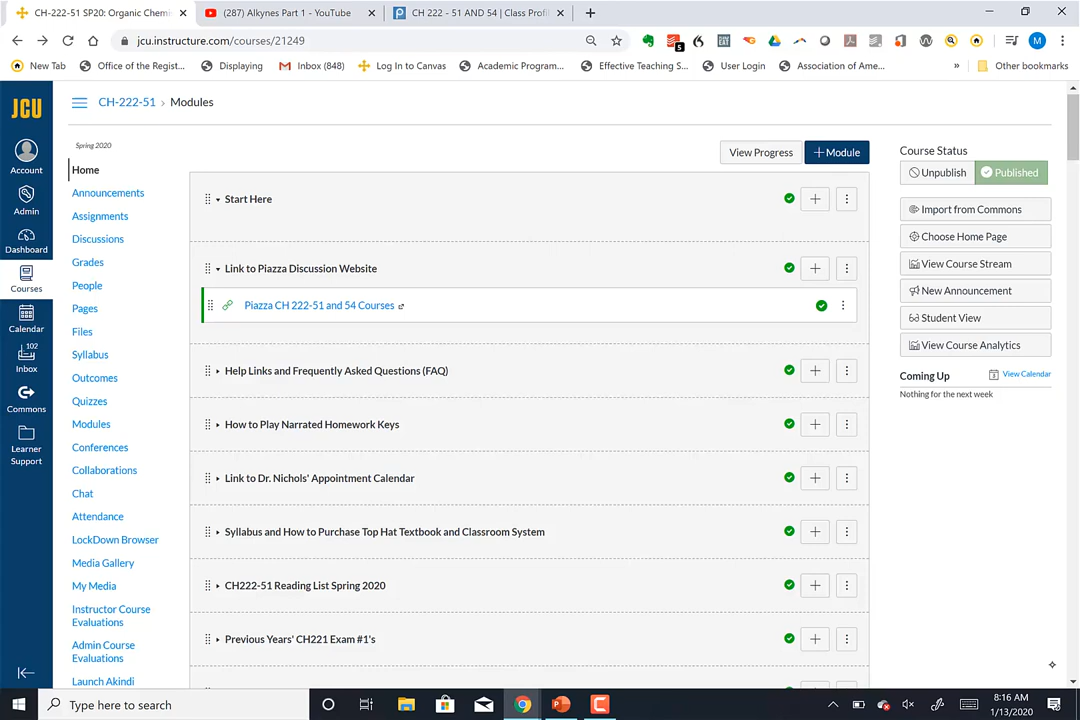 CH-222-51 SP20: Organic Chemi
(287) Alkynes Part 1 - YouTube
CH 222 - 51 AND 54 | Class Profi
jcu.instructure.com/courses/21249
5
M
New Tab
Office of the Regist...
Displaying
Inbox (848)
Log In to Canvas
Academic Program...
Effective Teaching S...
User Login
Association of Ame...
»
Other bookmarks
JCU
CH-222-51 › Modules
Account
Admin
Dashboard
Courses
Calendar
102
Inbox
Commons
Learner
Support
Spring 2020
Home
Announcements
Assignments
Discussions
Grades
People
Pages
Files
Syllabus
Outcomes
Quizzes
Modules
Conferences
Collaborations
Chat
Attendance
LockDown Browser
Media Gallery
My Media
Instructor Course
Evaluations
Admin Course
Evaluations
Launch Akindi
View Progress
+ Module
Start Here
Link to Piazza Discussion Website
Piazza CH 222-51 and 54 Courses
Help Links and Frequently Asked Questions (FAQ)
How to Play Narrated Homework Keys
Link to Dr. Nichols' Appointment Calendar
Syllabus and How to Purchase Top Hat Textbook and Classroom System
CH222-51 Reading List Spring 2020
Previous Years' CH221 Exam #1's
Course Status
Unpublish
Published
Import from Commons
Choose Home Page
View Course Stream
New Announcement
Student View
View Course Analytics
Coming Up
View Calendar
Nothing for the next week
Type here to search
8:16 AM
1/13/2020